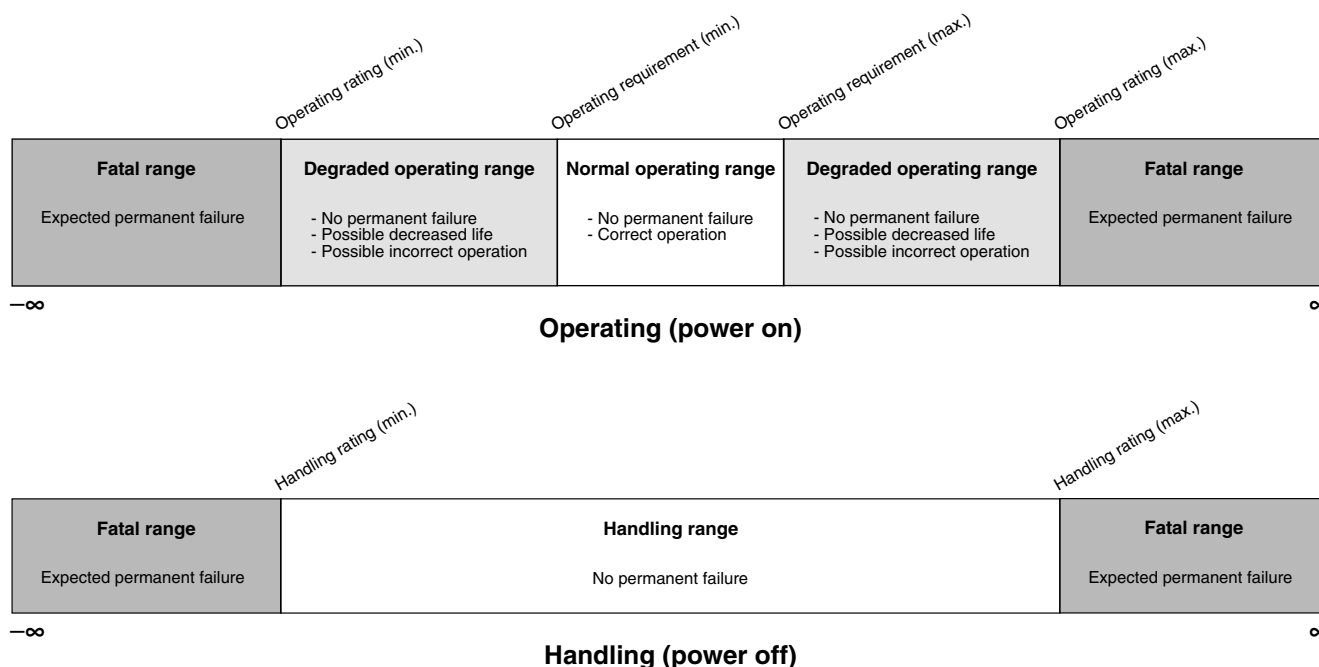 Operating rating (min.)
Operating requirement (min.)
Operating requirement (max.)
Operating rating (max.)
Fatal range
Expected permanent failure
Degraded operating range
- No permanent failure
- Possible decreased life
- Possible incorrect operation
Normal operating range
- No permanent failure
- Correct operation
Degraded operating range
- No permanent failure
- Possible decreased life
- Possible incorrect operation
Fatal range
Expected permanent failure
–∞
∞
Operating (power on)
Handling rating (min.)
Handling rating (max.)
Fatal range
Expected permanent failure
Handling range
No permanent failure
Fatal range
Expected permanent failure
–∞
∞
Handling (power off)